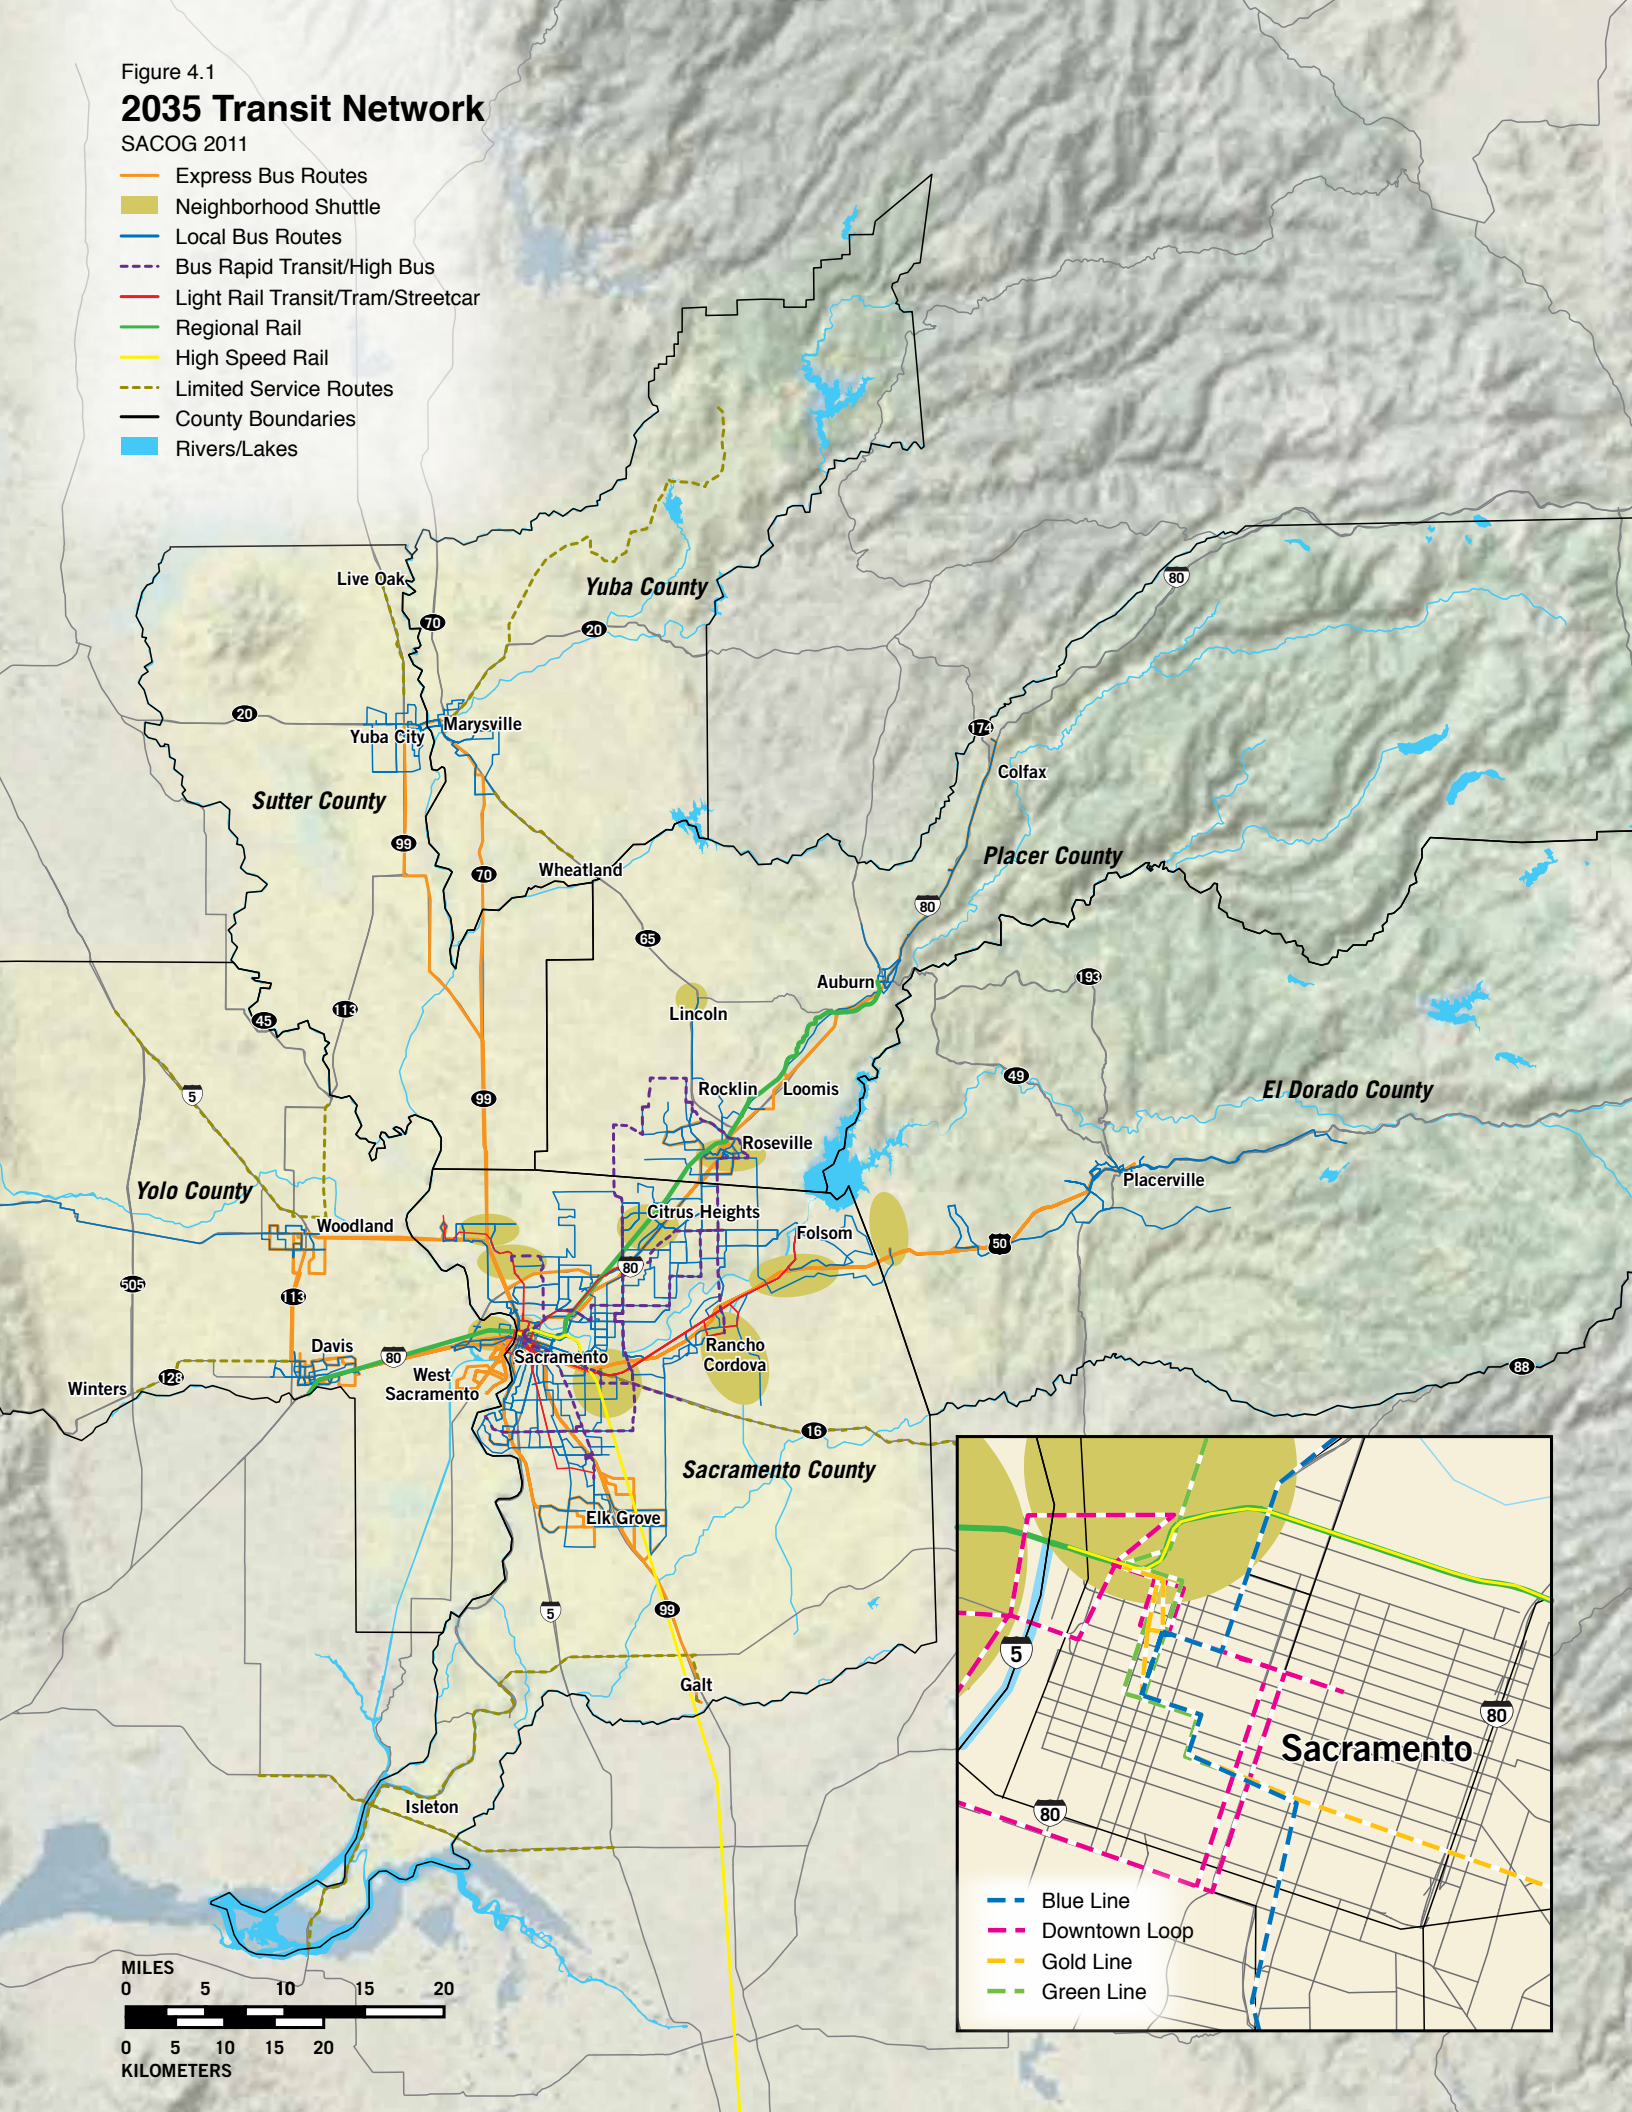 Figure 4.1
2035 Transit Network
SACOG 2011
Express Bus Routes
Neighborhood Shuttle
Local Bus Routes
Bus Rapid Transit/High Bus
Light Rail Transit/Tram/Streetcar
Regional Rail
High Speed Rail
Limited Service Routes
County Boundaries
Rivers/Lakes
Live Oak
Yuba County
70
20
80
20
Marysville
Yuba City
174
Colfax
Sutter County
99
Placer County
70
Wheatland
80
65
Auburn
193
Lincoln
113
45
49
5
99
Rocklin
Loomis
El Dorado County
Roseville
Yolo County
Placerville
Woodland
Citrus Heights
Folsom
50
80
505
113
Davis
80
Sacramento
Rancho
Cordova
88
128
Winters
West
Sacramento
16
Sacramento County
Elk Grove
5
99
Galt
Isleton
5
80
Sacramento
80
Blue Line
Downtown Loop
Gold Line
Green Line
MILES
0 5 10 15 20
0 5 10 15 20
KILOMETERS